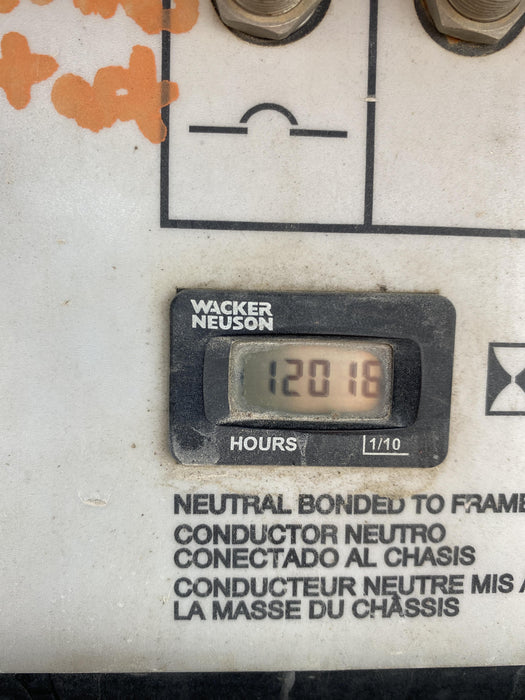 WACKER
NEUSON
12018
HOURS 1/10
NEUTRAL BONDED TO FRAME
CONDUCTOR NEUTRO
CONECTADO AL CHASIS
CONDUCTEUR NEUTRE MIS
LA MASSE DU CHÂSSIS